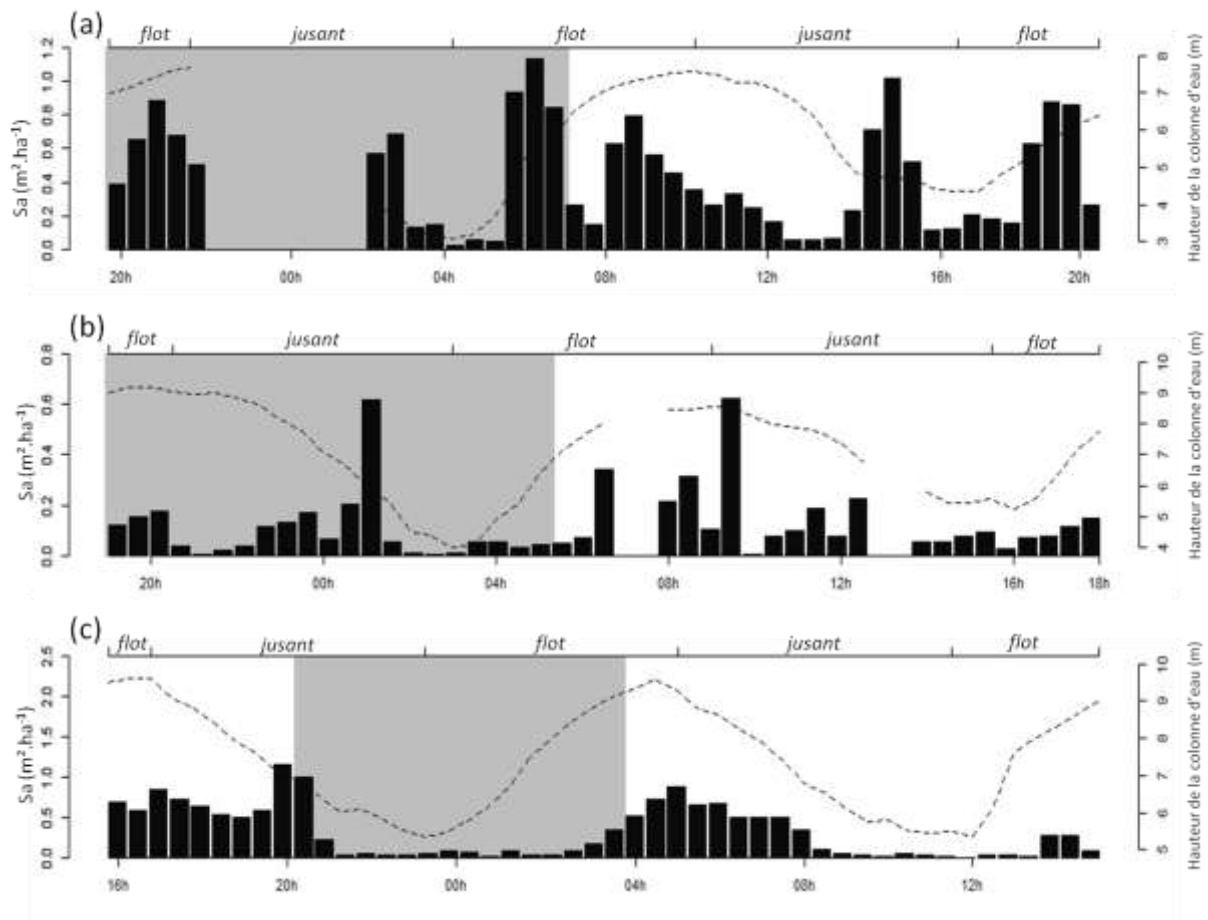 (a)
flot jusant flot jusant flot
Sa (m².ha⁻¹)
0.0 0.2 0.4 0.6 0.8 1.0 1.2
3 4 5 6 7 8
Hauteur de la colonne d'eau (m)
20h 00h 04h 08h 12h 16h 20h
(b)
flot jusant flot jusant flot
Sa (m².ha⁻¹)
0.0 0.2 0.4 0.6 0.8
4 5 6 7 8 9 10
Hauteur de la colonne d'eau (m)
20h 00h 04h 08h 12h 16h 18h
(c)
flot jusant flot jusant flot
Sa (m².ha⁻¹)
0.0 0.5 1.0 1.5 2.0 2.5
5 6 7 8 9 10
Hauteur de la colonne d'eau (m)
16h 20h 00h 04h 08h 12h